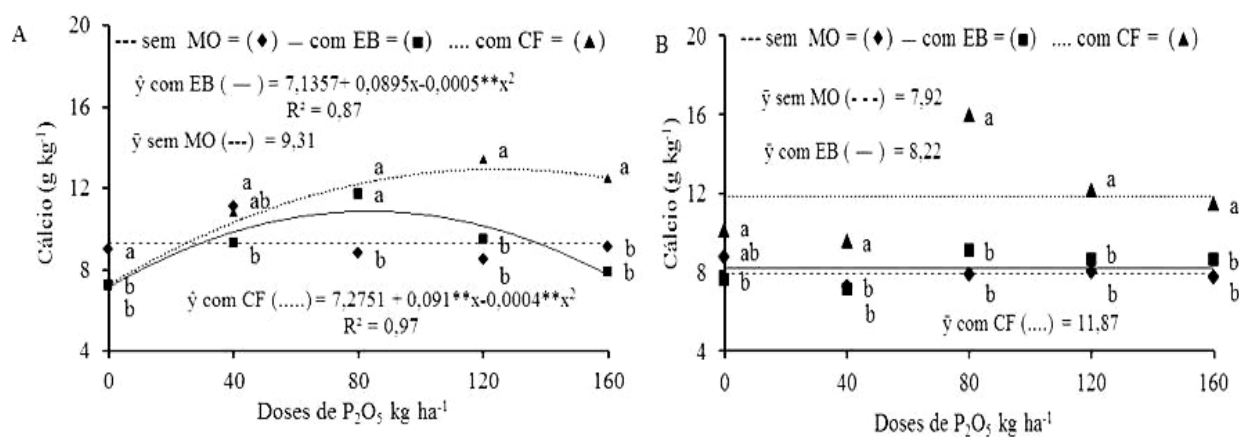 A
20
16
12
8
4
Cálcio (g kg-1)
--- sem MO = (♦) — com EB = (■) .... com CF = (▲)
ŷ com EB ( — ) = 7,1357+ 0,0895x-0,0005**x2
R² = 0,87
ȳ sem MO (---) = 9,31
a
ab
b
a
b
b
a
a
b
a
b
b
a
b
b
ŷ com CF (.....) = 7,2751 + 0,091**x-0,0004**x2
R² = 0,97
0 40 80 120 160
Doses de P2O5 kg ha-1
B
20
16
12
8
4
Cálcio (g kg-1)
--- sem MO = (♦) — com EB = (■) .... com CF = (▲)
ȳ sem MO (- - -) = 7,92
ȳ com EB ( — ) = 8,22
a
ab
b
a
b
b
a
b
b
a
b
b
a
b
b
ȳ com CF (....) = 11,87
0 40 80 120 160
Doses de P2O5 kg ha-1